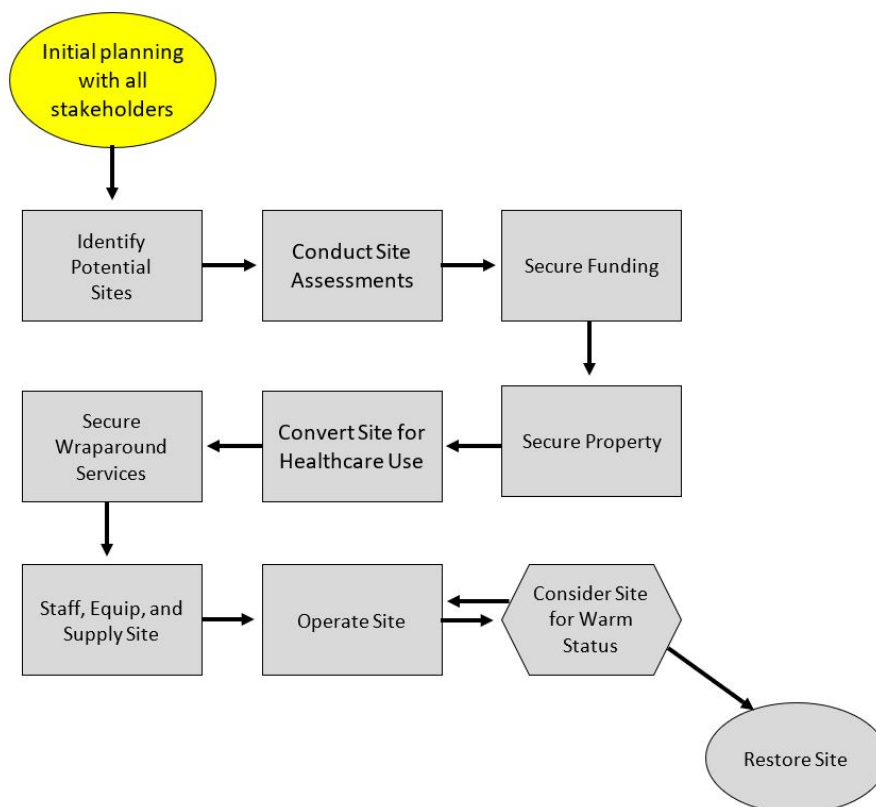 Initial planning
with all
stakeholders
Identify
Potential
Sites
Conduct Site
Assessments
Secure Funding
Secure Property
Convert Site for
Healthcare Use
Secure
Wraparound
Services
Staff, Equip, and
Supply Site
Operate Site
Consider Site
for Warm
Status
Restore Site